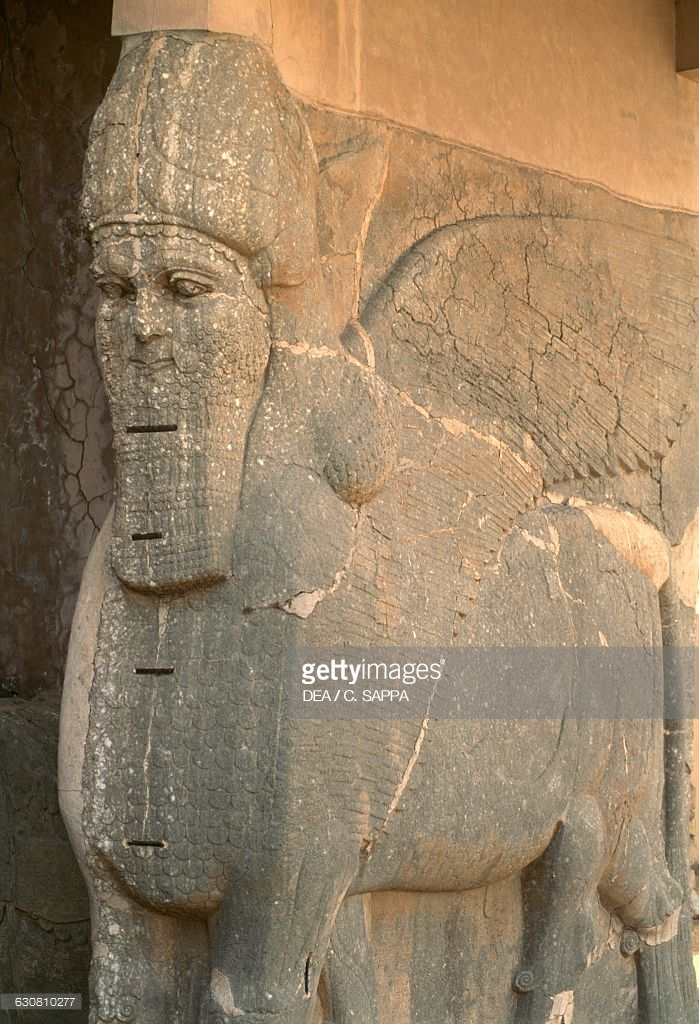 gettyimages
DEA / C. SAPPA
630810277